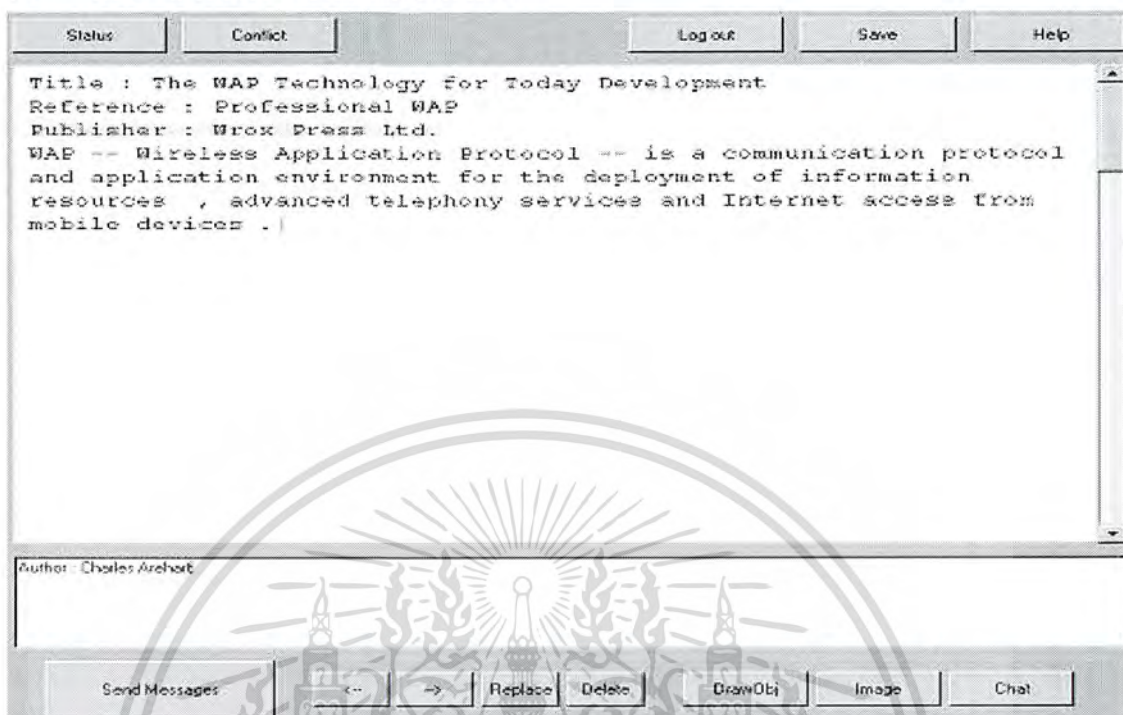 Status Conflict Log out Save Help
Title : The WAP Technology for Today Development
Reference : Professional WAP
Publisher : Wrox Press Ltd.
WAP -- Wireless Application Protocol -- is a communication protocol
and application environment for the deployment of information
resources , advanced telephony services and Internet access from
mobile devices .
Author : Charles Arehart
Send Messages <-- --> Replace Delete DrawObj Image Chat